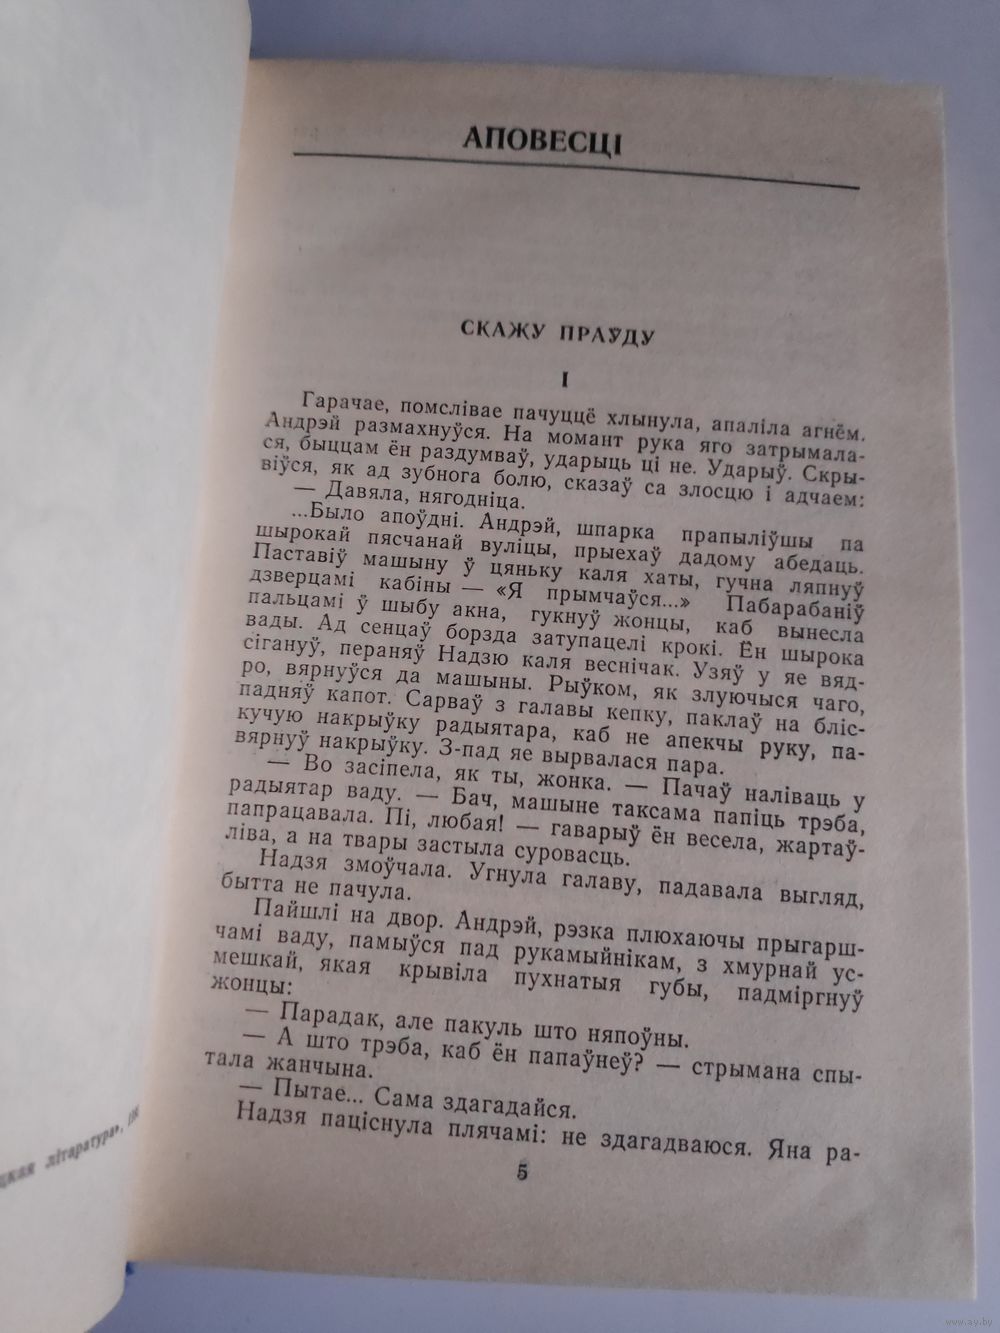 АПОВЕСЦІ
СКАЖУ ПРАЎДУ
І
Гарачае, помслівае пачуццё хлынула, апаліла агнём.
Андрэй размахнуўся. На момант рука яго затрымала-
ся, быццам ён раздумваў, ударыць ці не. Ударыў. Скры-
віўся, як ад зубнога болю, сказаў са злосцю і адчаем:
— Давяла, нягодніца.
...Было апоўдні. Андрэй, шпарка прапыліўшы па
шырокай пясчанай вуліцы, прыехаў дадому абедаць.
Паставіў машыну ў цяньку каля хаты, гучна ляпнуў
дзверцамі кабіны — «Я прымчаўся...» Пабарабаніў
пальцамі ў шыбу акна, гукнуў жонцы, каб вынесла
вады. Ад сенцаў борзда затупацелі крокі. Ён шырока
сігануў, пераняў Надзю каля веснічак. Узяў у яе вяд-
ро, вярнуўся да машыны. Рыўком, як злуючыся чаго,
падняў капот. Сарваў з галавы кепку, паклаў на бліс-
кучую накрыўку радыятара, каб не апекчы руку, па-
вярнуў накрыўку. З-пад яе вырвалася пара.
— Во засіпела, як ты, жонка. — Пачаў наліваць у
радыятар ваду. — Бач, машыне таксама папіць трэба,
папрацавала. Пі, любая! — гаварыў ён весела, жартаў-
ліва, а на твары застыла суровасць.
Надзя змоўчала. Угнула галаву, падавала выгляд,
бытта не пачула.
Пайшлі на двор. Андрэй, рэзка плюхаючы прыгарш-
чамі ваду, памыўся пад рукамыйнікам, з хмурнай ус-
мешкай, якая крывіла пухнатыя губы, падміргнуў
жонцы:
— Парадак, але пакуль што няпоўны.
— А што трэба, каб ён папаўнеў? — стрымана спы-
тала жанчына.
— Пытае... Сама здагадайся.
Надзя паціснула плячамі: не здагадваюся. Яна ра-
5
літаратура»,
www.ay.by